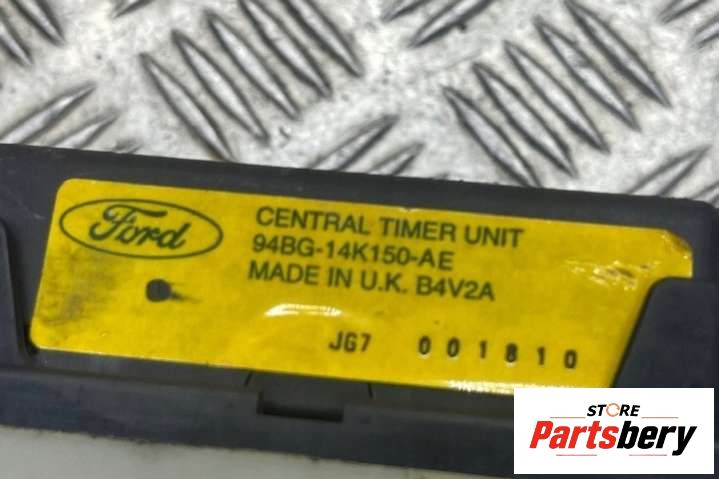 Ford
CENTRAL TIMER UNIT
94BG-14K150-AE
MADE IN U.K. B4V2A
JG7 001810
STORE
Partsbery